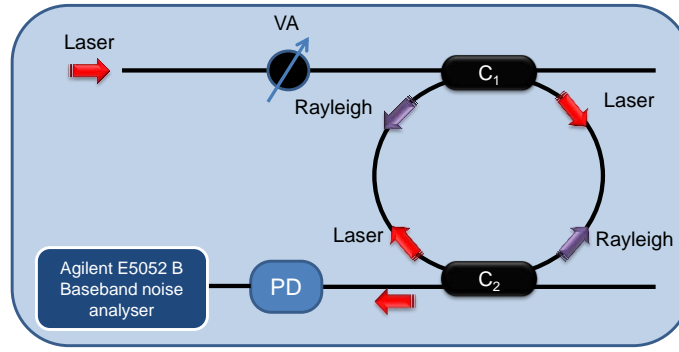 VA
Laser
C1
Rayleigh
Laser
Laser
Rayleigh
Agilent E5052 B
Baseband noise
analyser
PD
C2